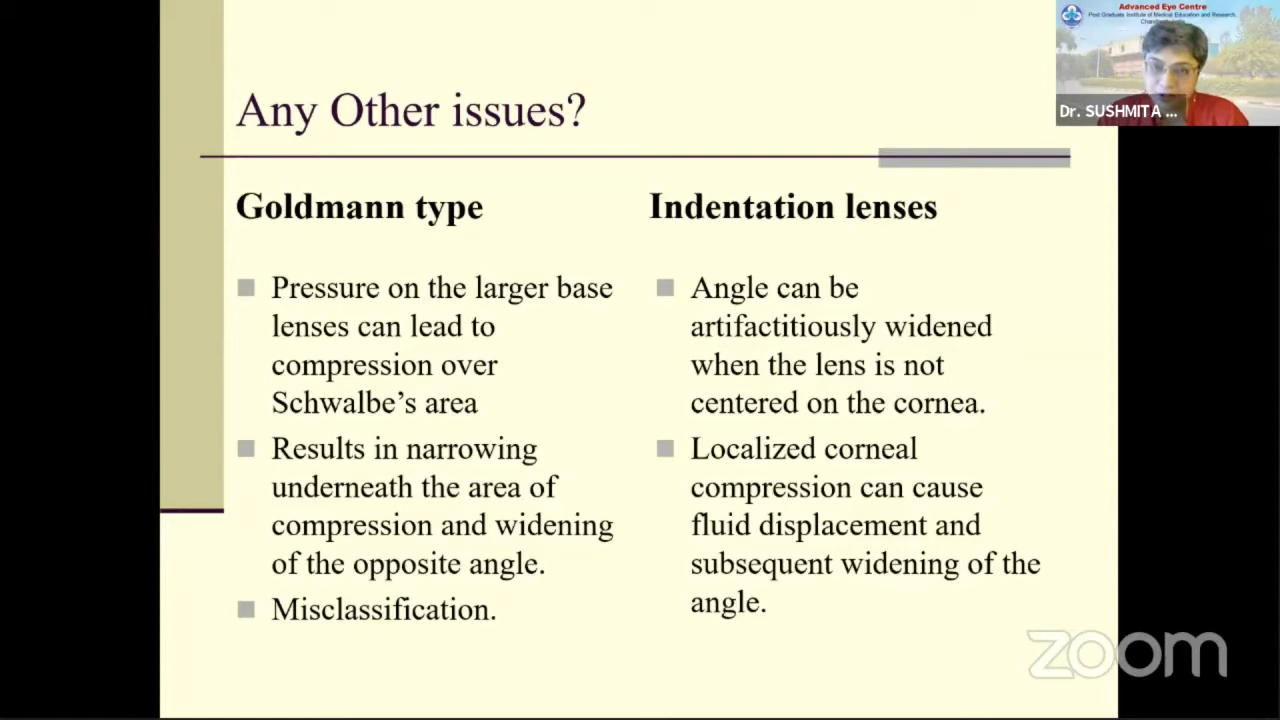 Any Other issues?
Goldmann type
Pressure on the larger base
lenses can lead to
compression over
Schwalbe’s area
Results in narrowing
underneath the area of
compression and widening
of the opposite angle.
Misclassification.
Indentation lenses
Angle can be
artifactitiously widened
when the lens is not
centered on the cornea.
Localized corneal
compression can cause
fluid displacement and
subsequent widening of the
angle.
Advanced Eye Centre
Post Graduate Institute of Medical Education and Research,
Dr. SUSHMITA ...
zoom